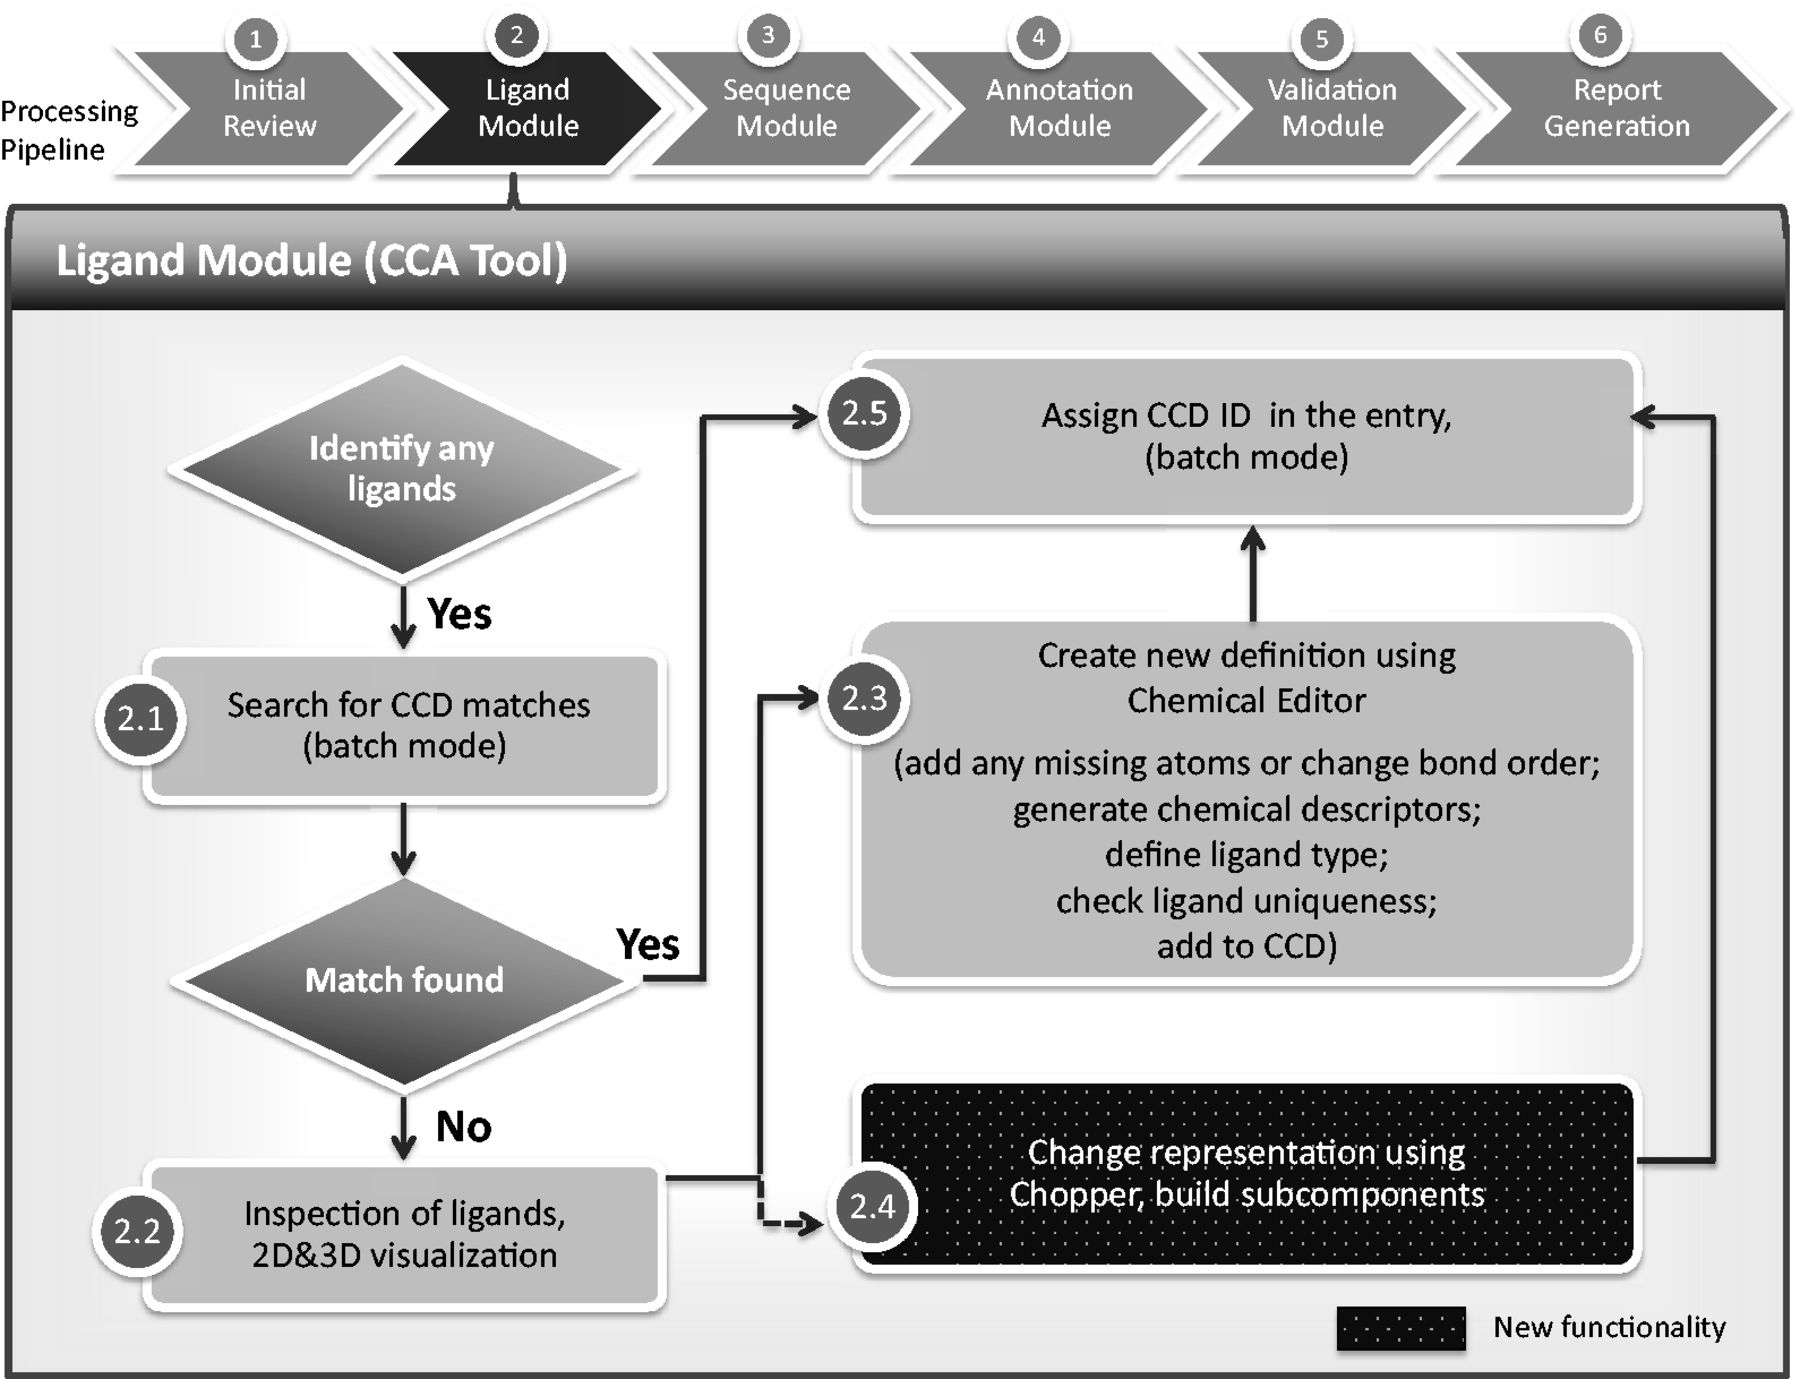 Processing
Pipeline
1
Initial
Review
2
Ligand
Module
3
Sequence
Module
4
Annotation
Module
5
Validation
Module
6
Report
Generation
Ligand Module (CCA Tool)
Identify any
ligands
Yes
2.1
Search for CCD matches
(batch mode)
Match found
Yes
No
2.2
Inspection of ligands,
2D&3D visualization
2.5
Assign CCD ID in the entry,
(batch mode)
2.3
Create new definition using
Chemical Editor
(add any missing atoms or change bond order;
generate chemical descriptors;
define ligand type;
check ligand uniqueness;
add to CCD)
2.4
Change representation using
Chopper, build subcomponents
New functionality